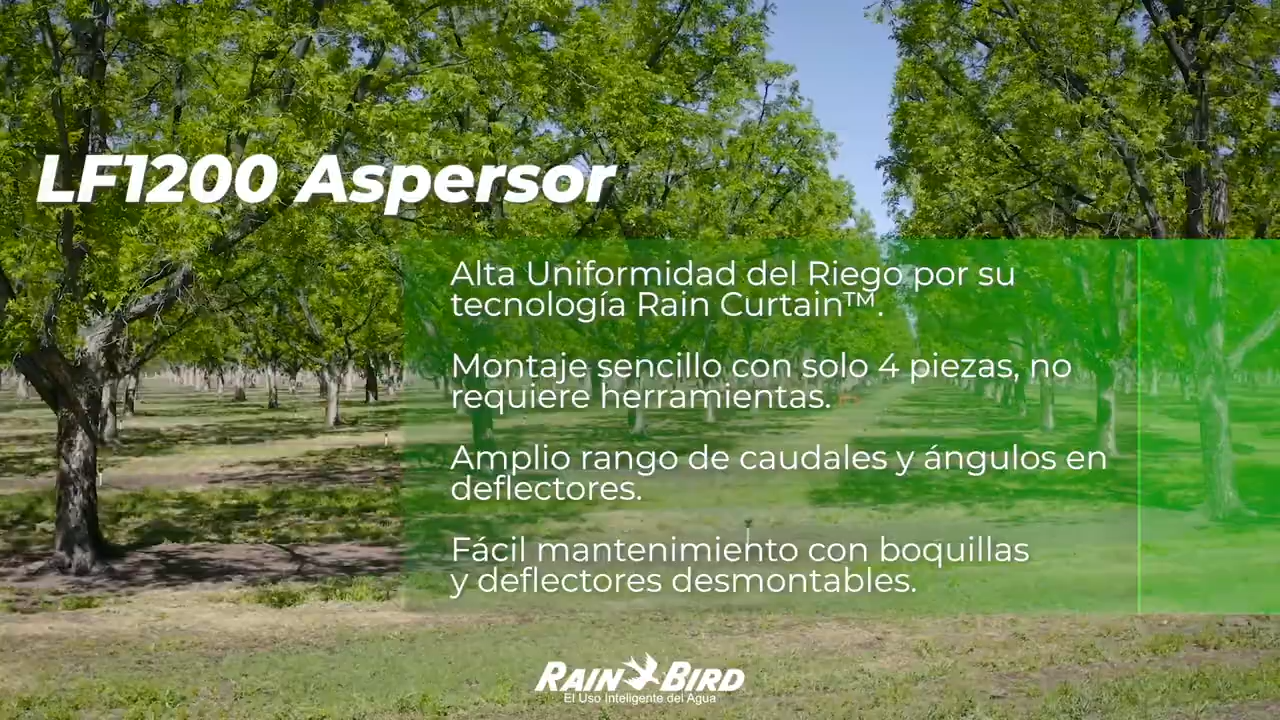 LF1200 Aspersor
Alta Uniformidad del Riego por su
tecnología Rain Curtain™.
Montaje sencillo con solo 4 piezas, no
requiere herramientas.
Amplio rango de caudales y ángulos en
deflectores.
Fácil mantenimiento con boquillas
y deflectores desmontables.
RAIN BIRD
El Uso Inteligente del Agua